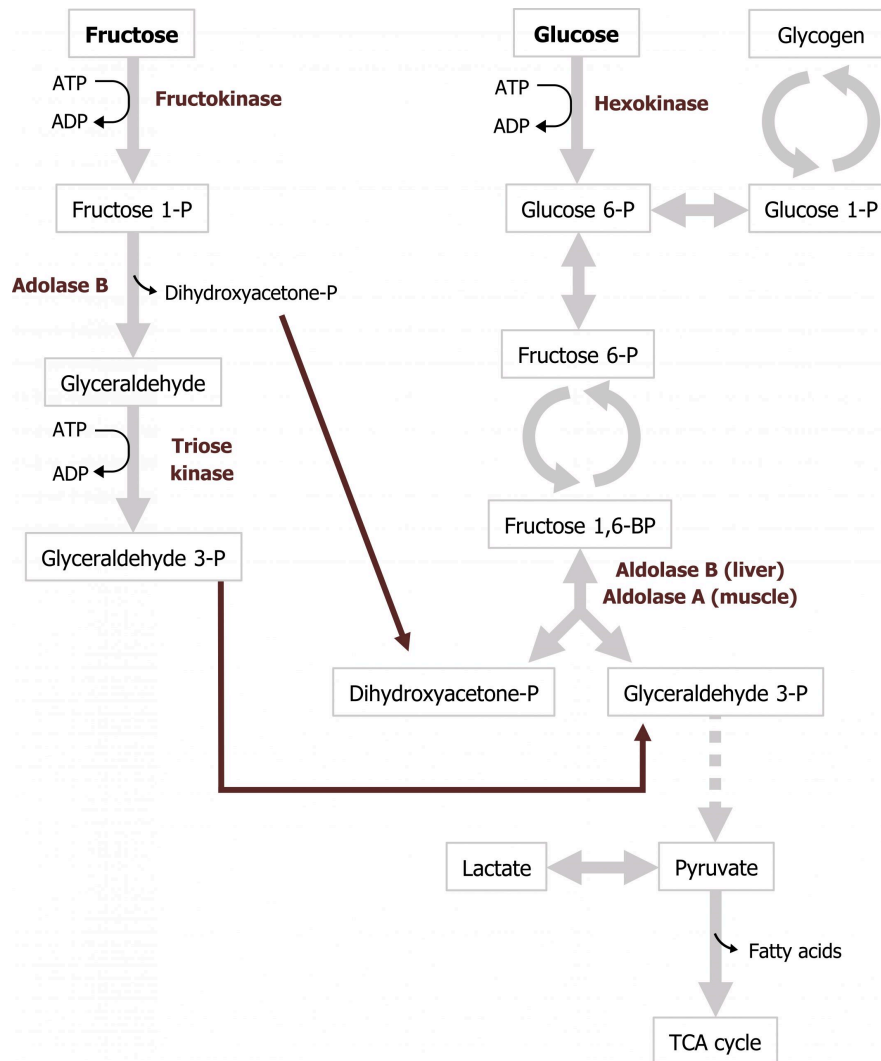 Fructose
Glucose
Glycogen
ATP
ADP
Fructokinase
ATP
ADP
Hexokinase
Fructose 1-P
Glucose 6-P
Glucose 1-P
Adolase B
Dihydroxyacetone-P
Fructose 6-P
Glyceraldehyde
ATP
ADP
Triose
kinase
Fructose 1,6-BP
Glyceraldehyde 3-P
Aldolase B (liver)
Aldolase A (muscle)
Dihydroxyacetone-P
Glyceraldehyde 3-P
Lactate
Pyruvate
Fatty acids
TCA cycle